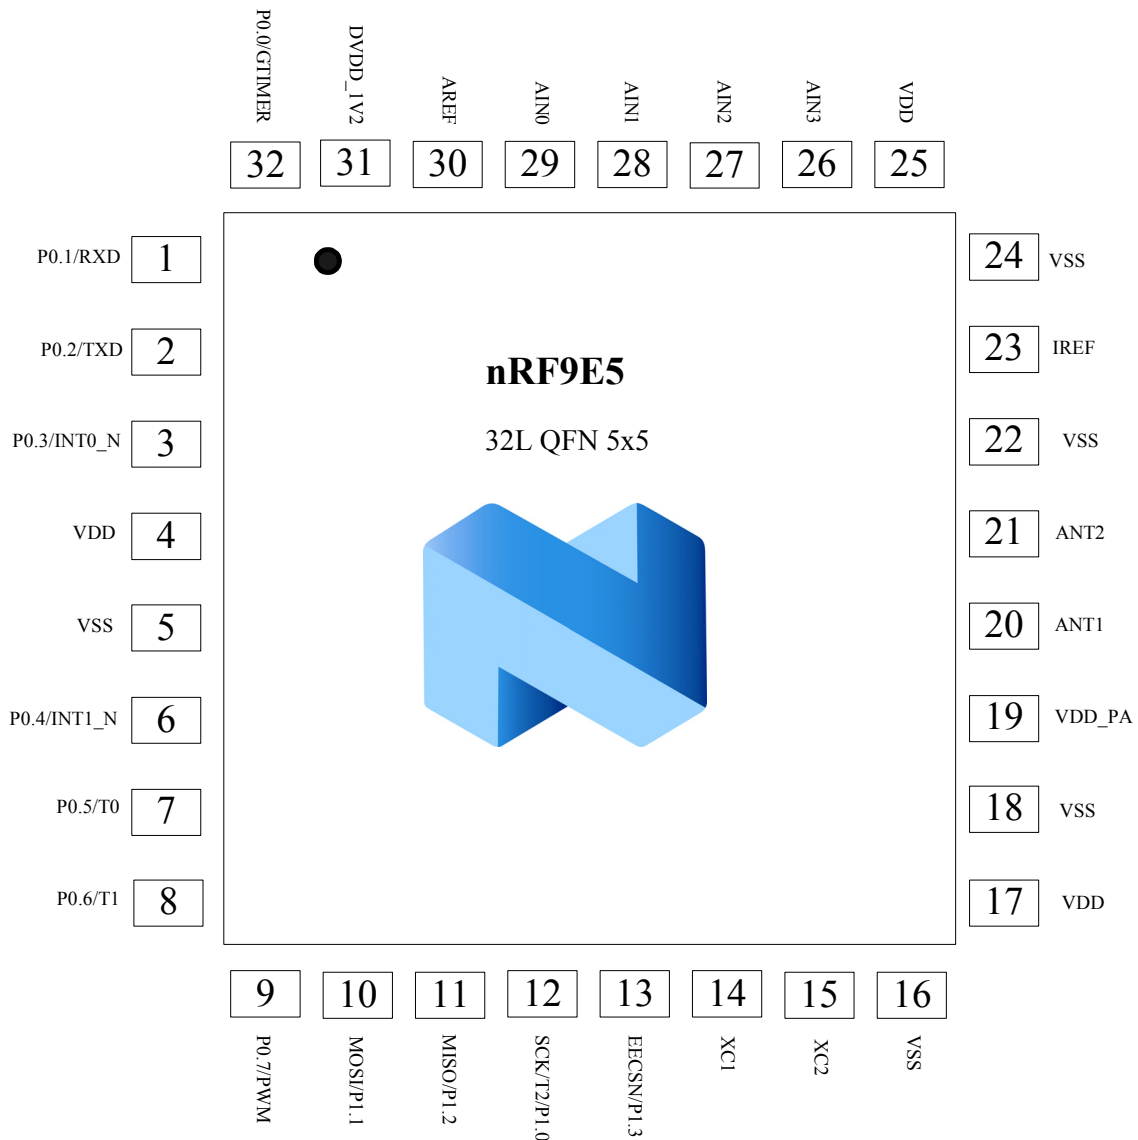 P0.0/GTIMER
DVDD_1V2
AREF
AIN0
AIN1
AIN2
AIN3
VDD
32
31
30
29
28
27
26
25
P0.1/RXD 1
P0.2/TXD 2
P0.3/INT0_N 3
VDD 4
VSS 5
P0.4/INT1_N 6
P0.5/T0 7
P0.6/T1 8
nRF9E5
32L QFN 5x5
24 VSS
23 IREF
22 VSS
21 ANT2
20 ANT1
19 VDD_PA
18 VSS
17 VDD
9
10
11
12
13
14
15
16
P0.7/PWM
MOSI/P1.1
MISO/P1.2
SCK/T2/P1.0
EECSN/P1.3
XC1
XC2
VSS